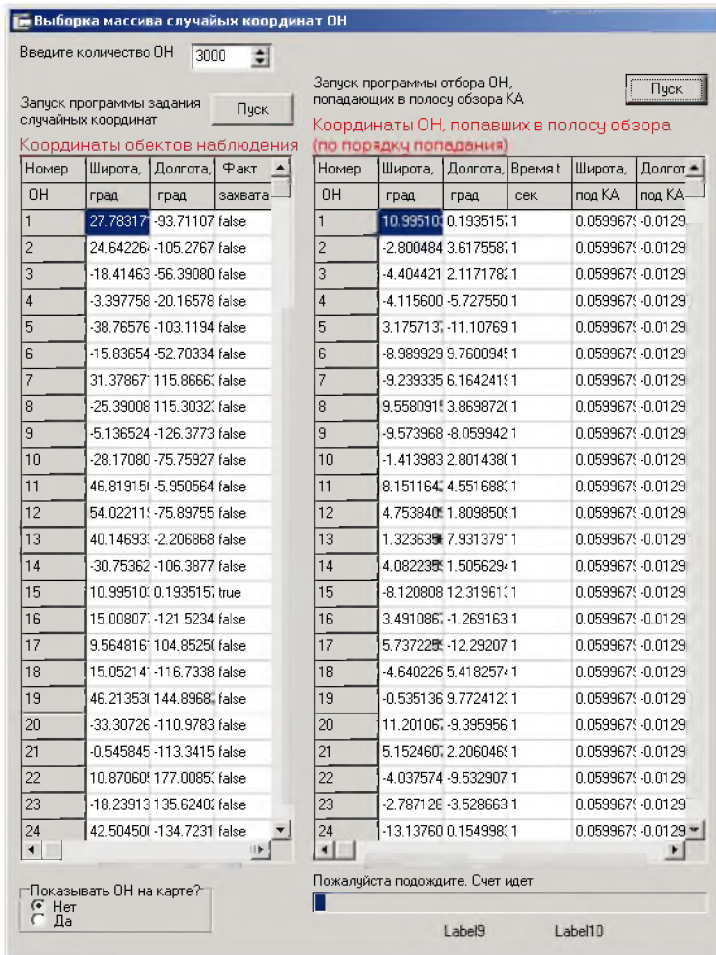 Выборка массива случайых координат ОН
Введите количество ОН 3000
Запуск программы задания
случайных координат
Пуск
Координаты обектов наблюдения
Номер Широта, Долгота, Факт
ОН град град захвата
1 27.78317 -93.71107 false
2 24.64226 -105.2767 false
3 -18.41463 -56.39080 false
4 -3.397758 -20.16578 false
5 -38.76576 -103.1194 false
6 -15.83654 -52.70334 false
7 31.37867 115.8666 false
8 -25.39008 115.3032 false
9 -5.136524 -126.3773 false
10 -28.17080 -75.75927 false
11 46.81915 -5.950564 false
12 54.02211 -75.89755 false
13 40.14693 -2.206868 false
14 -30.75362 -106.3877 false
15 10.99510 0.193515 true
16 15.00807 -121.5234 false
17 9.564816 104.8525 false
18 15.05214 -116.7338 false
19 46.21353 144.8968 false
20 -33.30726 -110.9783 false
21 -0.545845 -113.3415 false
22 10.87060 177.0085 false
23 -18.23913 135.6240 false
24 42.50450 -134.7231 false
Показывать ОН на карте?
Нет
Да
Запуск программы отбора ОН,
попадающих в полосу обзора КА
Пуск
Координаты ОН, попавших в полосу обзора
(по порядку попадания)
Номер Широта, Долгота, Время t Широта, Долгот
ОН град град сек под КА под КА
1 10.99510 0.193515 1 0.059967 -0.0129
2 -2.800484 3.617558 1 0.059967 -0.0129
3 -4.404421 2.117178 1 0.059967 -0.0129
4 -4.115600 -5.727550 1 0.059967 -0.0129
5 3.175713 -11.10769 1 0.059967 -0.0129
6 -8.989929 9.760094 1 0.059967 -0.0129
7 -9.239335 6.164241 1 0.059967 -0.0129
8 9.558091 3.869872 1 0.059967 -0.0129
9 -9.573968 -8.059942 1 0.059967 -0.0129
10 -1.413983 2.801438 1 0.059967 -0.0129
11 8.151164 4.551688 1 0.059967 -0.0129
12 4.753840 1.809850 1 0.059967 -0.0129
13 1.32363 7.931379 1 0.059967 -0.0129
14 4.08223 1.505629 1 0.059967 -0.0129
15 -8.120808 12.31961 1 0.059967 -0.0129
16 3.491086 -1.269163 1 0.059967 -0.0129
17 5.73722 -12.29207 1 0.059967 -0.0129
18 -4.640226 5.418257 1 0.059967 -0.0129
19 -0.535136 9.772412 1 0.059967 -0.0129
20 11.20106 -9.395956 1 0.059967 -0.0129
21 5.152460 2.206046 1 0.059967 -0.0129
22 -4.037574 -9.532907 1 0.059967 -0.0129
23 -2.787126 -3.528663 1 0.059967 -0.0129
24 -13.13760 0.154998 1 0.059967 -0.0129
Пожалуйста подождите. Счет идет
Label9 Label10